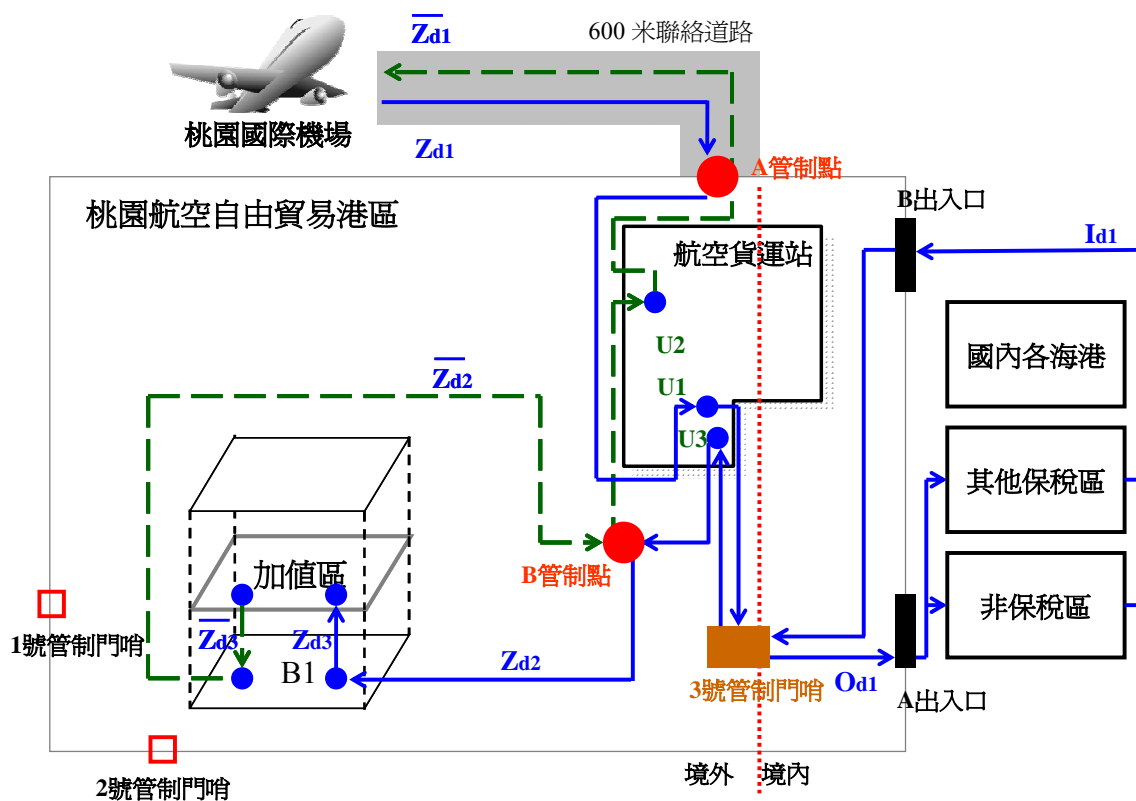 Zd1
600 米聯絡道路
桃園國際機場
Zd1
A管制點
桃園航空自由貿易港區
B出入口
Id1
航空貨運站
國內各海港
U2
Zd2
U1
U3
其他保稅區
加值區
B管制點
非保稅區
1號管制門哨
Zd3
Zd3
B1
Zd2
3號管制門哨
Od1
A出入口
境外
境內
2號管制門哨